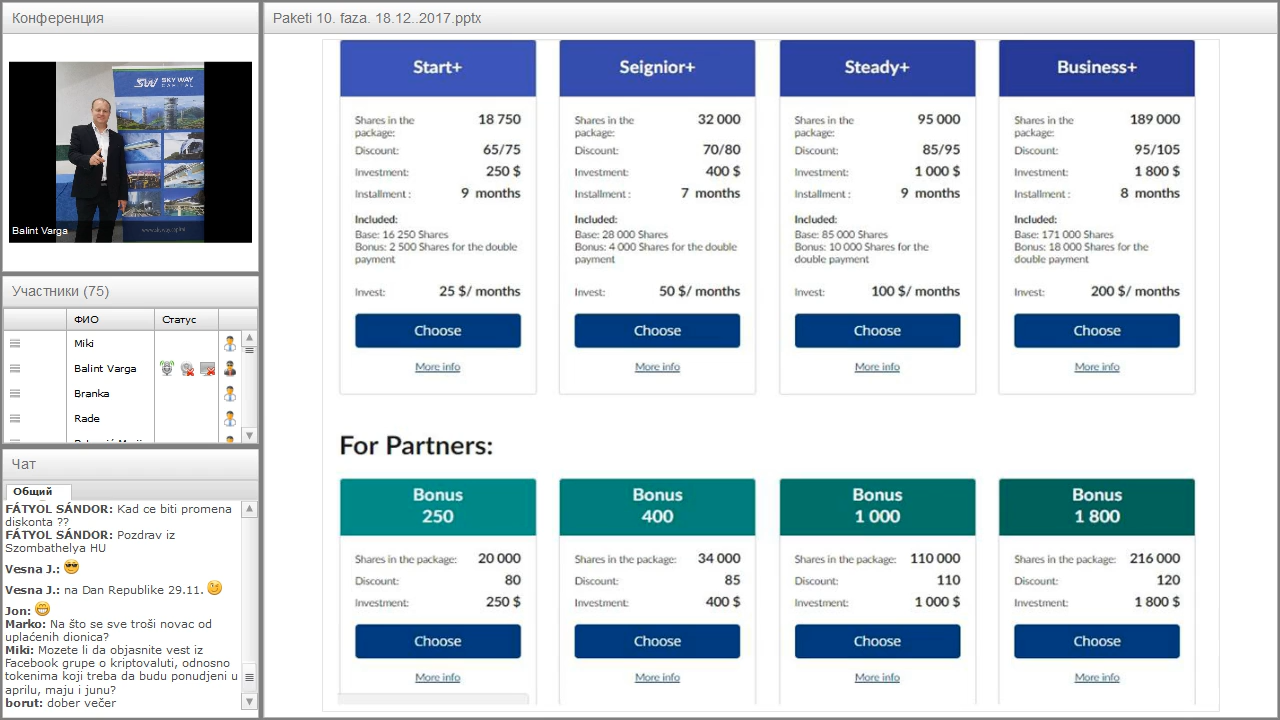 Конференция
SW SKY WAY
CAPITAL
Balint Varga
Участники (75)
ФИО
Статус
Miki
Balint Varga
Branka
Rade
Чат
Общий
FÁTYOL SÁNDOR: Kad ce biti promena
diskonta ??
FÁTYOL SÁNDOR: Pozdrav iz
Szombathelya HU
Vesna J.:
Vesna J.: na Dan Republike 29.11.
Jon:
Marko: Na što se sve troši novac od
uplaćenih dionica?
Miki: Mozete li da objasnite vest iz
Facebook grupe o kriptovaluti, odnosno
tokenima koji treba da budu ponudjeni u
aprilu, maju i junu?
borut: dober večer
Paketi 10. faza. 18.12..2017.pptx
Start+
Shares in the
package:
18 750
Discount: 65/75
Investment: 250 $
Installment : 9 months
Included:
Base: 16 250 Shares
Bonus: 2 500 Shares for the double
payment
Invest: 25 $/ months
Choose
More info
Seignior+
Shares in the
package:
32 000
Discount: 70/80
Investment: 400 $
Installment : 7 months
Included:
Base: 28 000 Shares
Bonus: 4 000 Shares for the double
payment
Invest: 50 $/ months
Choose
More info
Steady+
Shares in the
package:
95 000
Discount: 85/95
Investment: 1 000 $
Installment : 9 months
Included:
Base: 85 000 Shares
Bonus: 10 000 Shares for the
double payment
Invest: 100 $/ months
Choose
More info
Business+
Shares in the
package:
189 000
Discount: 95/105
Investment: 1 800 $
Installment : 8 months
Included:
Base: 171 000 Shares
Bonus: 18 000 Shares for the
double payment
Invest: 200 $/ months
Choose
More info
For Partners:
Bonus
250
Shares in the package: 20 000
Discount: 80
Investment: 250 $
Choose
More info
Bonus
400
Shares in the package: 34 000
Discount: 85
Investment: 400 $
Choose
More info
Bonus
1 000
Shares in the package: 110 000
Discount: 110
Investment: 1 000 $
Choose
More info
Bonus
1 800
Shares in the package: 216 000
Discount: 120
Investment: 1 800 $
Choose
More info